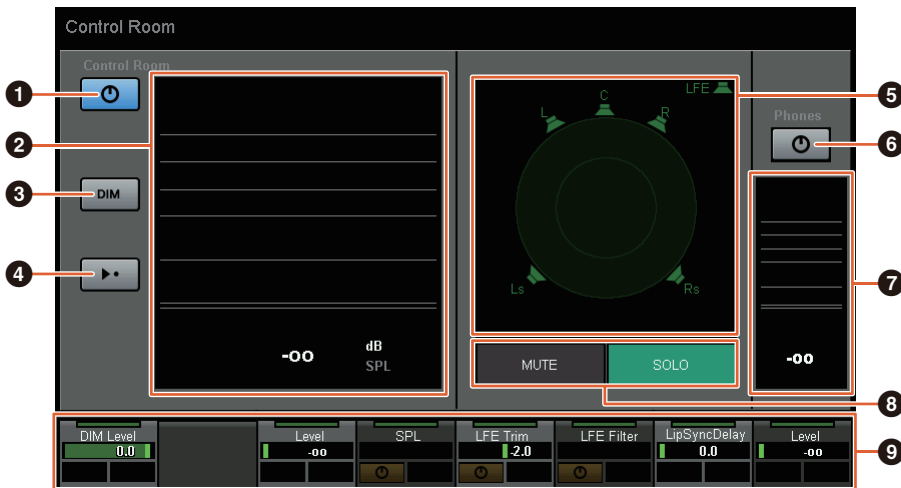 Control Room
Control Room
1
2
3
DIM
4
-oo
dB
SPL
LFE
C
L
R
Ls
Rs
5
Phones
6
7
-oo
MUTE
SOLO
8
DIM Level
0.0
Level
-oo
SPL
LFE Trim
-2.0
LFE Filter
LipSyncDelay
0.0
Level
-oo
9